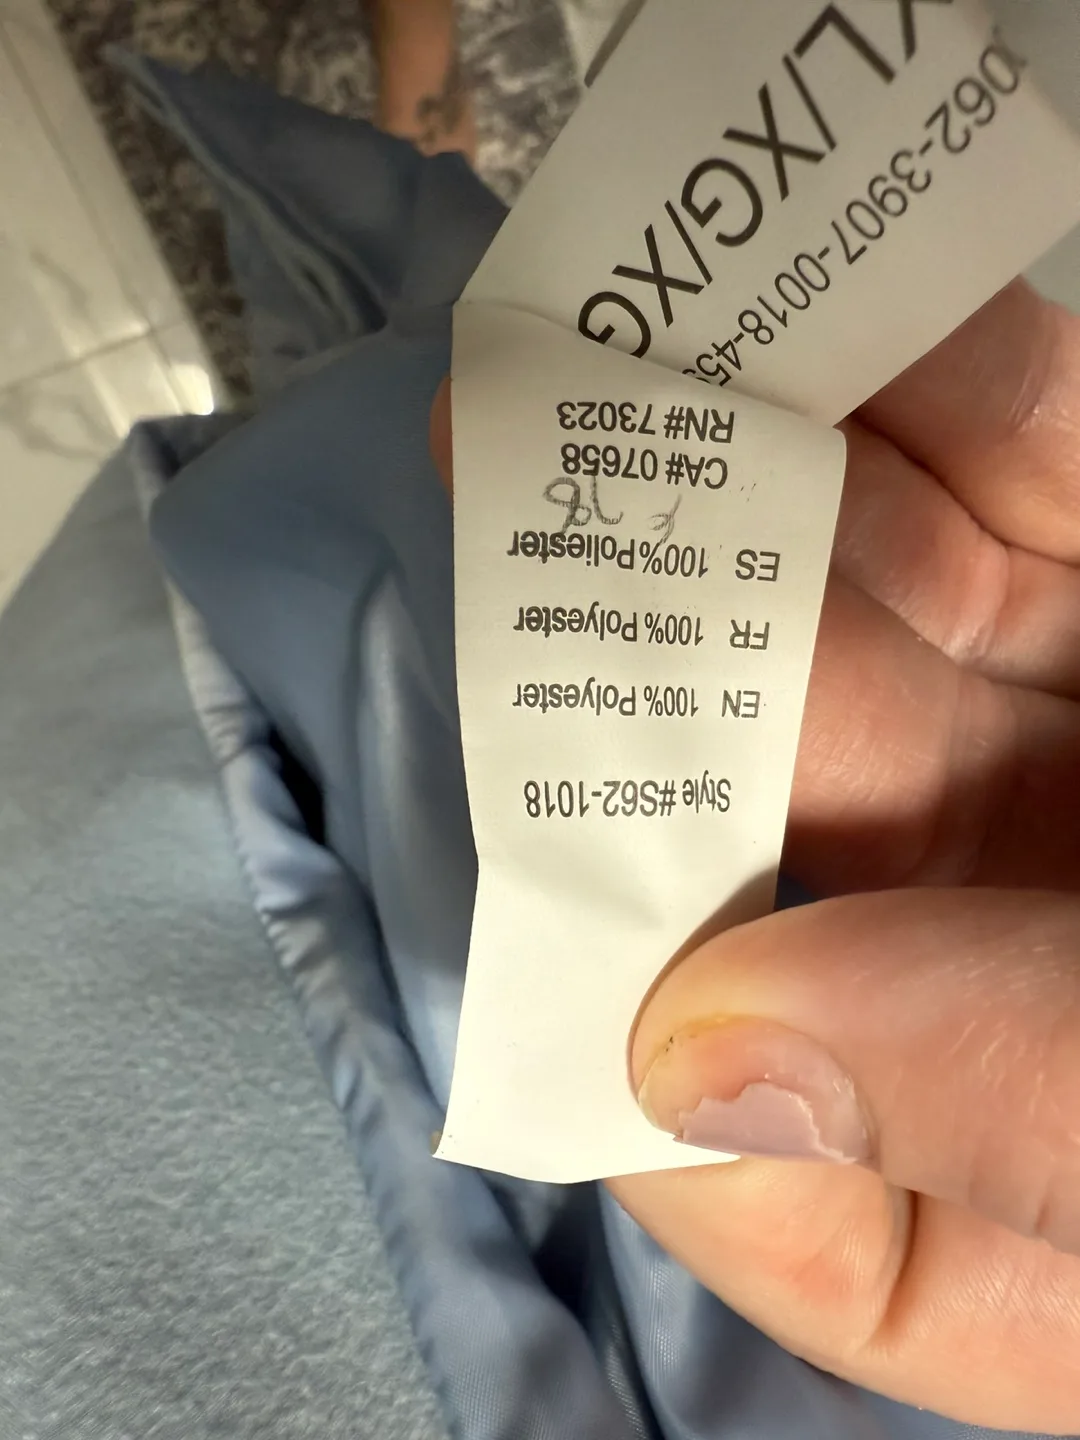 XL/XG/XG
062-3907-0018-45
Style #S62-1018
EN 100% Polyester
FR 100% Polyester
ES 100%Poliester
CA# 07658
RN# 73023